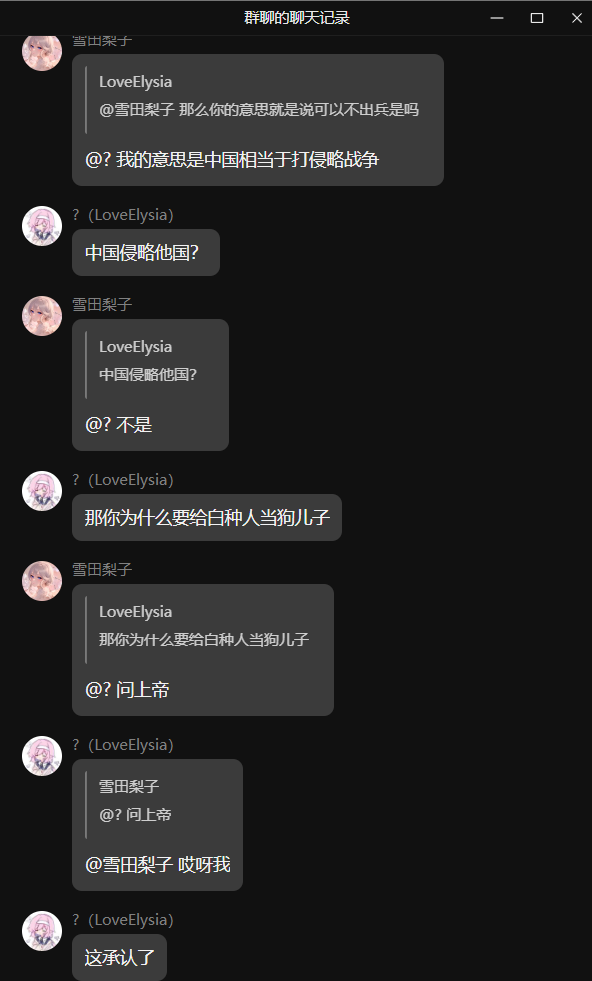 群聊的聊天记录
雪田梨子
LoveElysia
@雪田梨子 那么你的意思就是说可以不出兵是吗
@? 我的意思是中国相当于打侵略战争
?（LoveElysia）
中国侵略他国？
雪田梨子
LoveElysia
中国侵略他国？
@? 不是
?（LoveElysia）
那你为什么要给白种人当狗儿子
雪田梨子
LoveElysia
那你为什么要给白种人当狗儿子
@? 问上帝
?（LoveElysia）
雪田梨子
@? 问上帝
@雪田梨子 哎呀我
?（LoveElysia）
这承认了